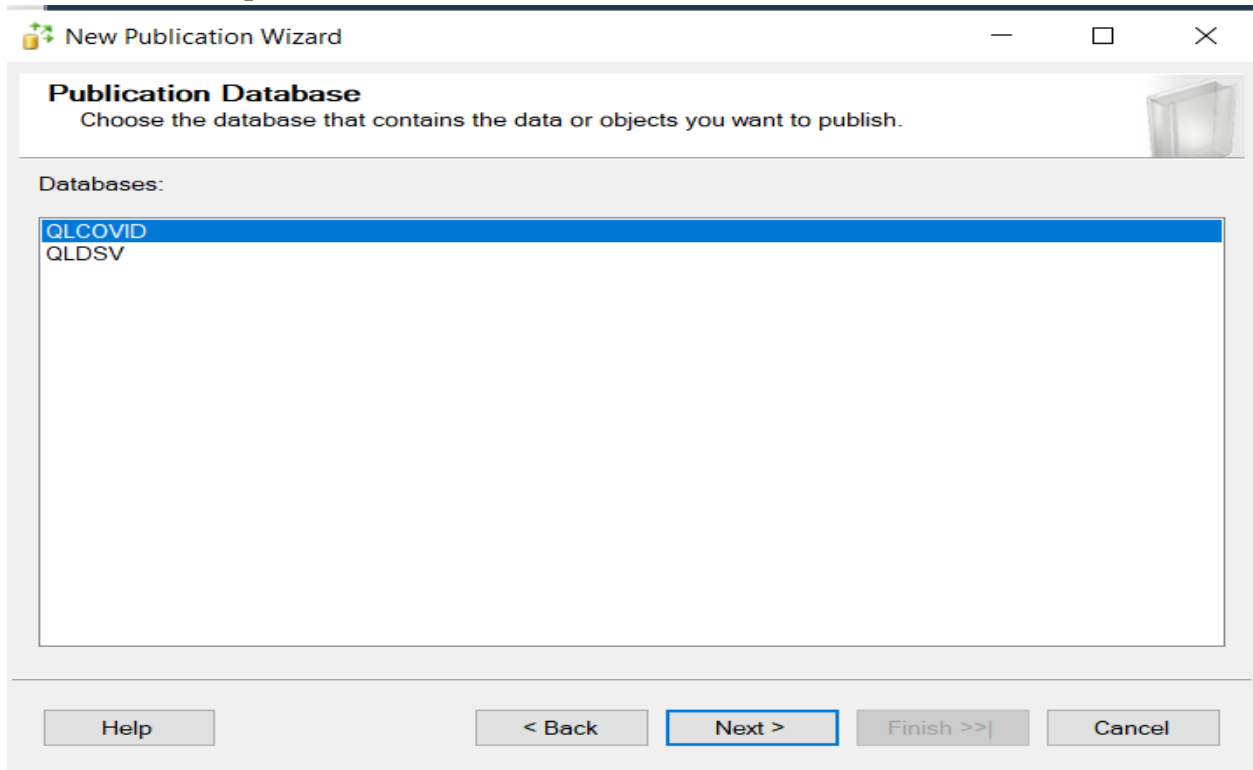 New Publication Wizard
Publication Database
Choose the database that contains the data or objects you want to publish.
Databases:
QLCOVID
QLDSV
Help
< Back
Next >
Finish >>|
Cancel